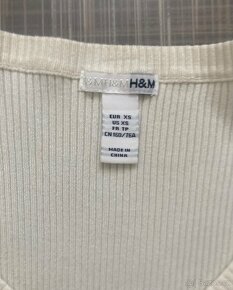 H&M H&M H&M
EUR XS
US XS
FR TP
CN 160/76A
MADE IN
CHINA